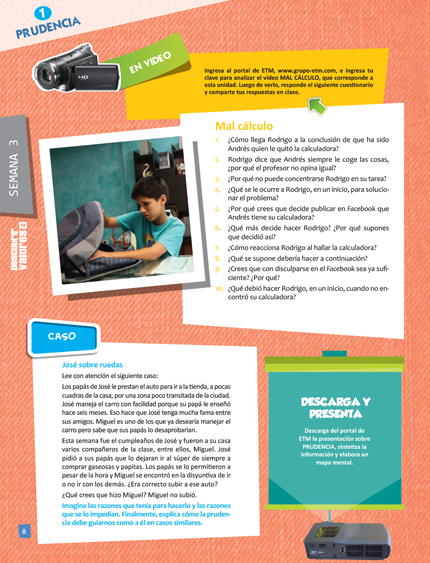 1
PRUDENCIA
HD
EN VIDEO
Ingresa al portal de ETM, www.grupo-etm.com, e ingresa tu
clave para analizar el video MAL CÁLCULO, que corresponde a
esta unidad. Luego de verlo, responde el siguiente cuestionario
y comparte tus respuestas en clase.
SEMANA 3
Mal cálculo
1. ¿Cómo llega Rodrigo a la conclusión de que ha sido
Andrés quien le quitó la calculadora?
2. Rodrigo dice que Andrés siempre le coge las cosas,
¿por qué el profesor no opina igual?
3. ¿Por qué no puede concentrarse Rodrigo en su tarea?
4. ¿Qué se le ocurre a Rodrigo, en un inicio, para solucio-
nar el problema?
5. ¿Por qué crees que decide publicar en Facebook que
Andrés tiene su calculadora?
6. ¿Qué más decide hacer Rodrigo? ¿Por qué supones
que decidió así?
7. ¿Cómo reacciona Rodrigo al hallar la calculadora?
8. ¿Qué se supone debería hacer a continuación?
9. ¿Crees que con disculparse en el Facebook sea ya sufi-
ciente? ¿Por qué?
10. ¿Qué debió hacer Rodrigo, en un inicio, cuando no en-
contró su calculadora?
CASO
José sobre ruedas
Lee con atención el siguiente caso:
Los papás de José le prestan el auto para ir a la tienda, a pocas
cuadras de la casa, por una zona poco transitada de la ciudad.
José maneja el carro con facilidad porque su papá le enseñó
hace seis meses. Eso hace que José tenga mucha fama entre
sus amigos. Miguel es uno de los que ya desearía manejar el
carro pero sabe que sus papás lo desaprobarían.
Esta semana fue el cumpleaños de José y fueron a su casa
varios compañeros de la clase, entre ellos, Miguel. José
pidió a sus papás que lo dejaran ir al súper de siempre a
comprar gaseosas y papitas. Los papás se lo permitieron a
pesar de la hora y Miguel se encontró en la disyuntiva de ir
o no ir con los demás. ¿Era correcto subir a ese auto?
¿Qué crees que hizo Miguel? Miguel no subió.
Imagina las razones que tenía para hacerlo y las razones
que se lo impedían. Finalmente, explica cómo la pruden-
cia debe guiarnos como a él en casos similares.
DESCARGA Y
PRESENTA
Descarga del portal de
ETM la presentación sobre
PRUDENCIA, sintetiza la
información y elabora un
mapa mental.
8